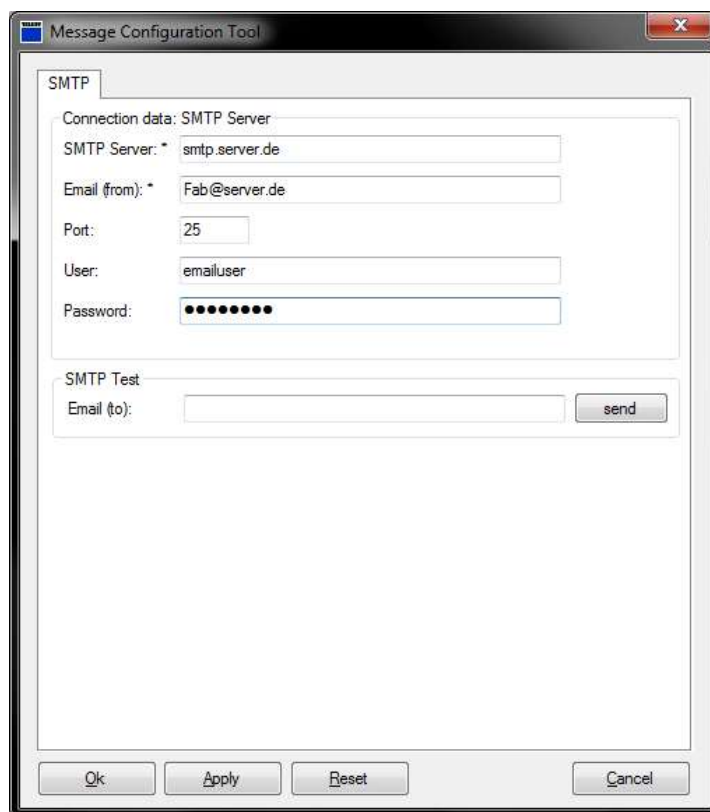 Message Configuration Tool
SMTP
Connection data: SMTP Server
SMTP Server: * smtp.server.de
Email (from): * Fab@server.de
Port: 25
User: emailuser
Password: ●●●●●●●●
SMTP Test
Email (to): send
Ok Apply Reset Cancel